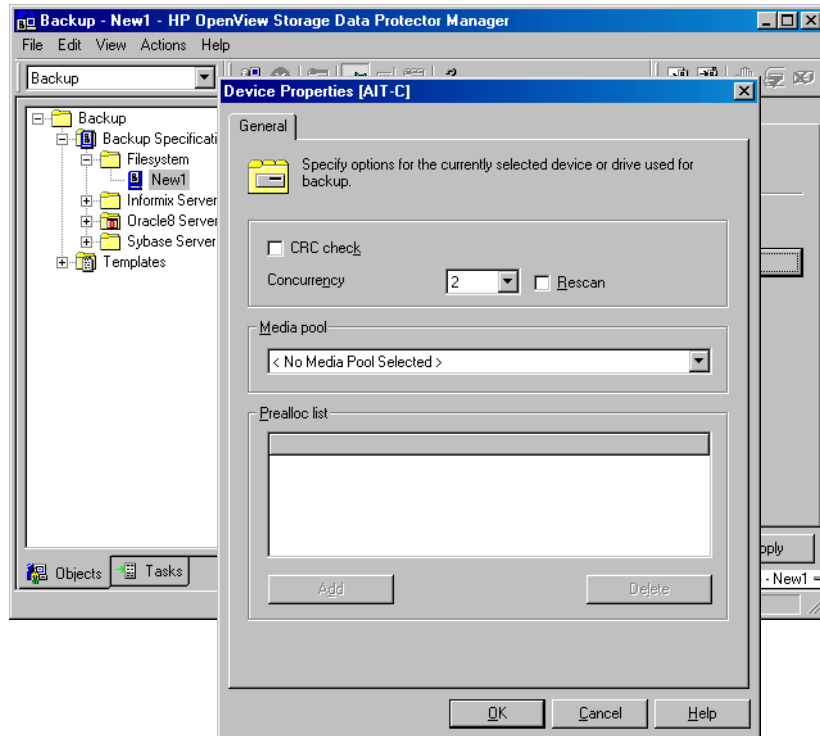 Backup - New1 - HP OpenView Storage Data Protector Manager
File Edit View Actions Help
Backup
Backup
Backup Specificati
Filesystem
New1
Informix Server
Oracle8 Server
Sybase Server
Templates
Objects Tasks
Device Properties [AIT-C]
General
Specify options for the currently selected device or drive used for
backup.
CRC check
Concurrency 2 Rescan
Media pool
< No Media Pool Selected >
Prealloc list
Add Delete
OK Cancel Help
pply
- New1 =